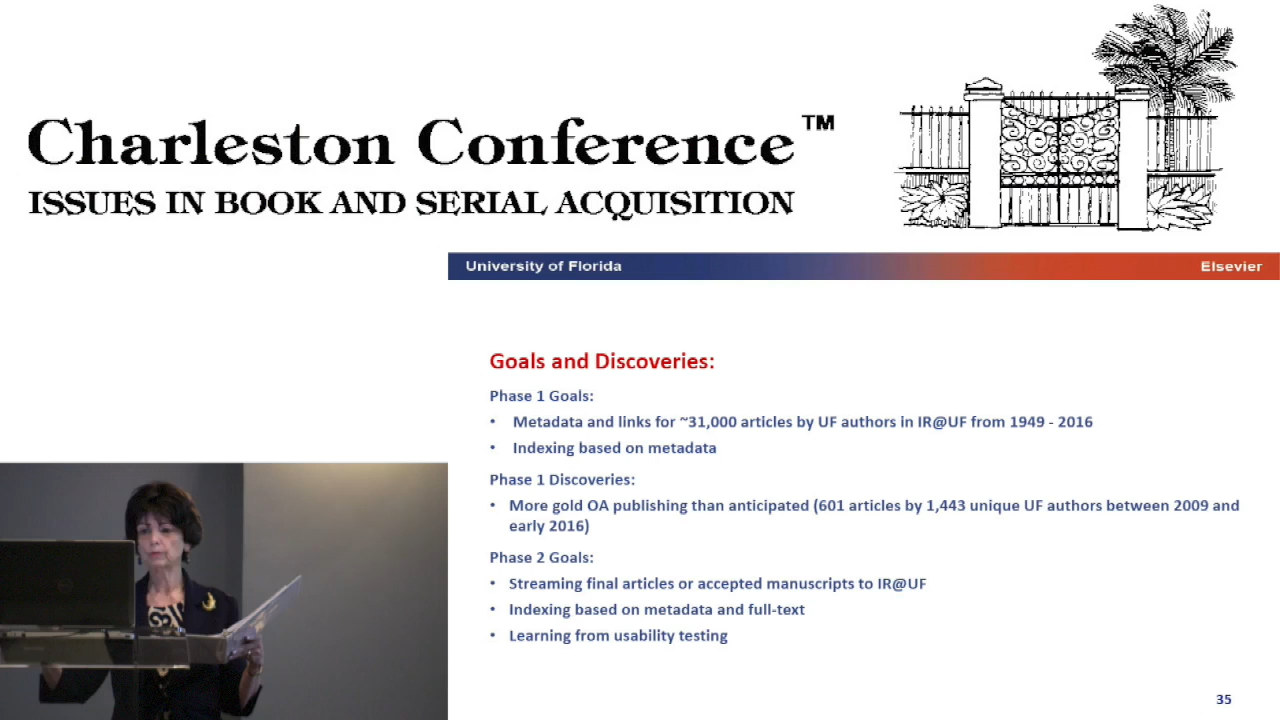 Charleston Conference™
ISSUES IN BOOK AND SERIAL ACQUISITION
University of Florida
Elsevier
Goals and Discoveries:
Phase 1 Goals:
• Metadata and links for ~31,000 articles by UF authors in IR@UF from 1949 - 2016
• Indexing based on metadata
Phase 1 Discoveries:
• More gold OA publishing than anticipated (601 articles by 1,443 unique UF authors between 2009 and
early 2016)
Phase 2 Goals:
• Streaming final articles or accepted manuscripts to IR@UF
• Indexing based on metadata and full-text
• Learning from usability testing
35